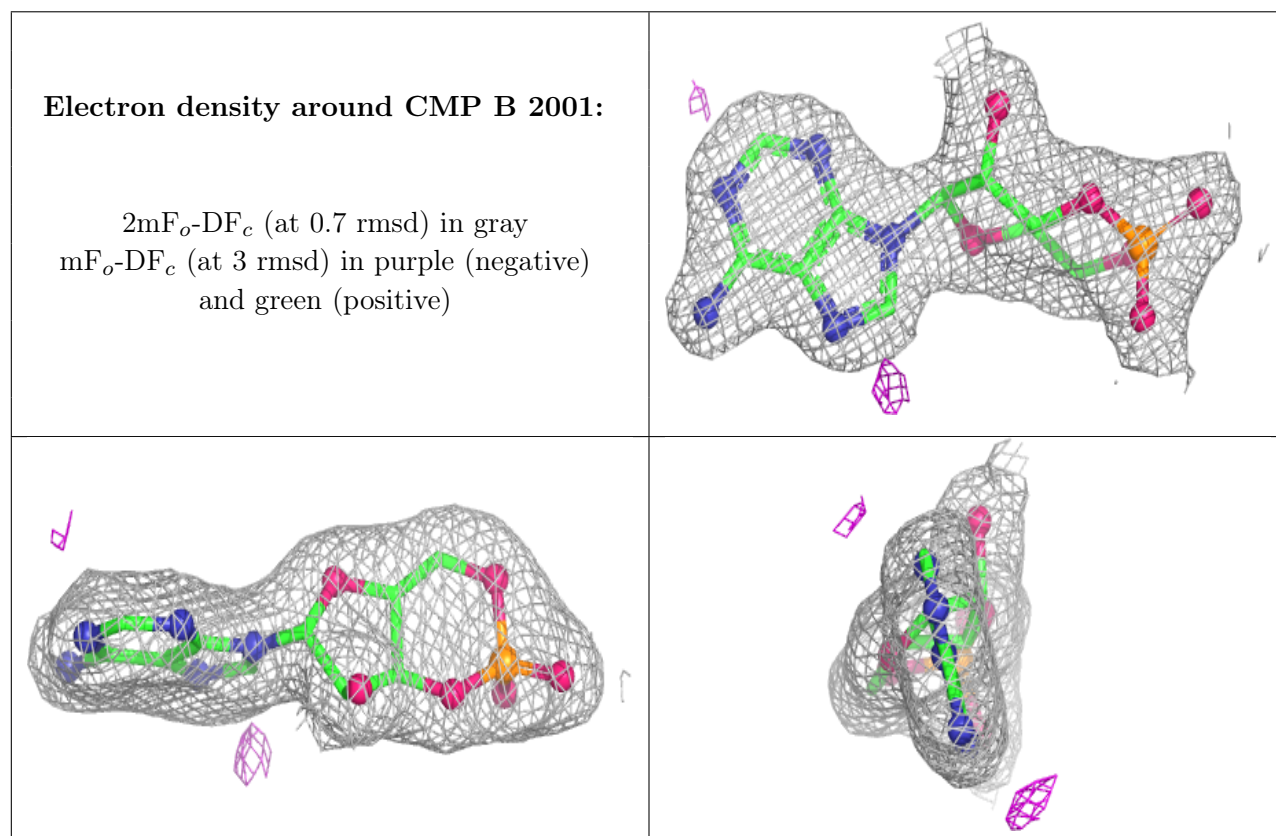 Electron density around CMP B 2001:
2mFₒ-DF𝒸 (at 0.7 rmsd) in gray
mFₒ-DF𝒸 (at 3 rmsd) in purple (negative)
and green (positive)